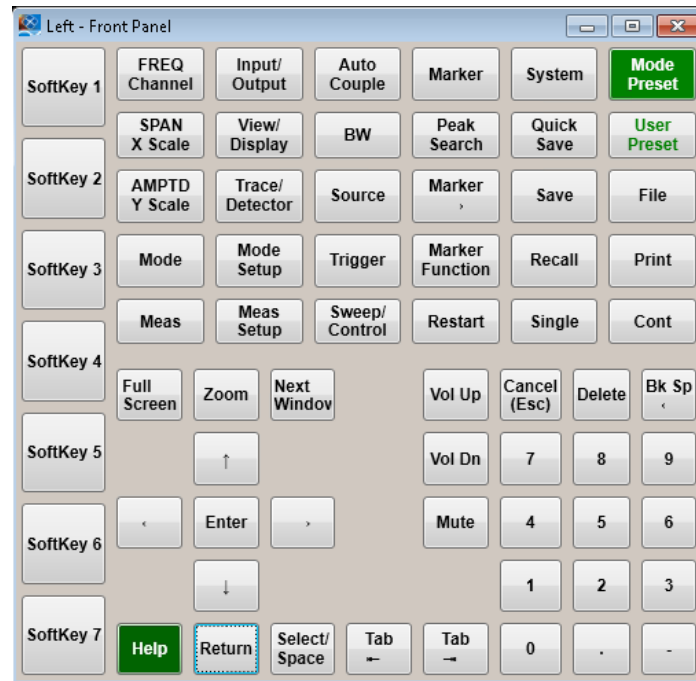 Left - Front Panel
SoftKey 1
FREQ
Channel
Input/
Output
Auto
Couple
Marker
System
Mode
Preset
SPAN
X Scale
View/
Display
BW
Peak
Search
Quick
Save
User
Preset
SoftKey 2
AMPTD
Y Scale
Trace/
Detector
Source
Marker
›
Save
File
SoftKey 3
Mode
Mode
Setup
Trigger
Marker
Function
Recall
Print
Meas
Meas
Setup
Sweep/
Control
Restart
Single
Cont
SoftKey 4
Full
Screen
Zoom
Next
Window
Vol Up
Cancel
(Esc)
Delete
Bk Sp
‹
SoftKey 5
↑
Vol Dn
7
8
9
SoftKey 6
‹
Enter
›
Mute
4
5
6
↓
1
2
3
SoftKey 7
Help
Return
Select/
Space
Tab
⇤
Tab
⇥
0
.
-